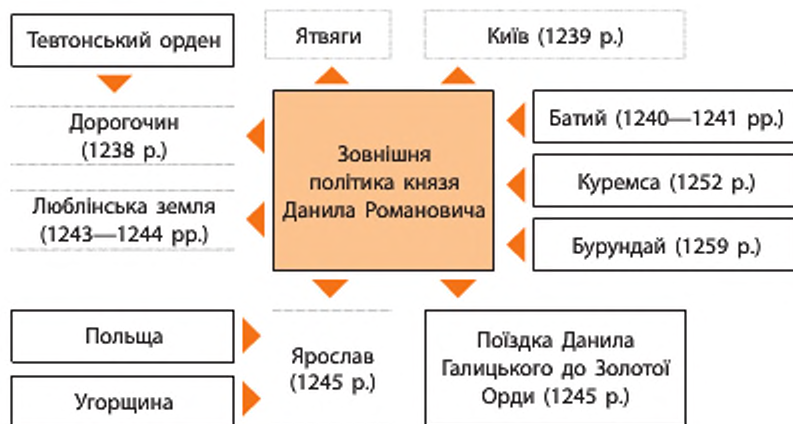 Тевтонський орден
Ятвяги
Київ (1239 р.)
Дорогочин
(1238 р.)
Люблінська земля
(1243—1244 рр.)
Зовнішня
політика князя
Данила Романовича
Батий (1240—1241 рр.)
Куремса (1252 р.)
Бурундай (1259 р.)
Польща
Угорщина
Ярослав
(1245 р.)
Поїздка Данила
Галицького до Золотої
Орди (1245 р.)